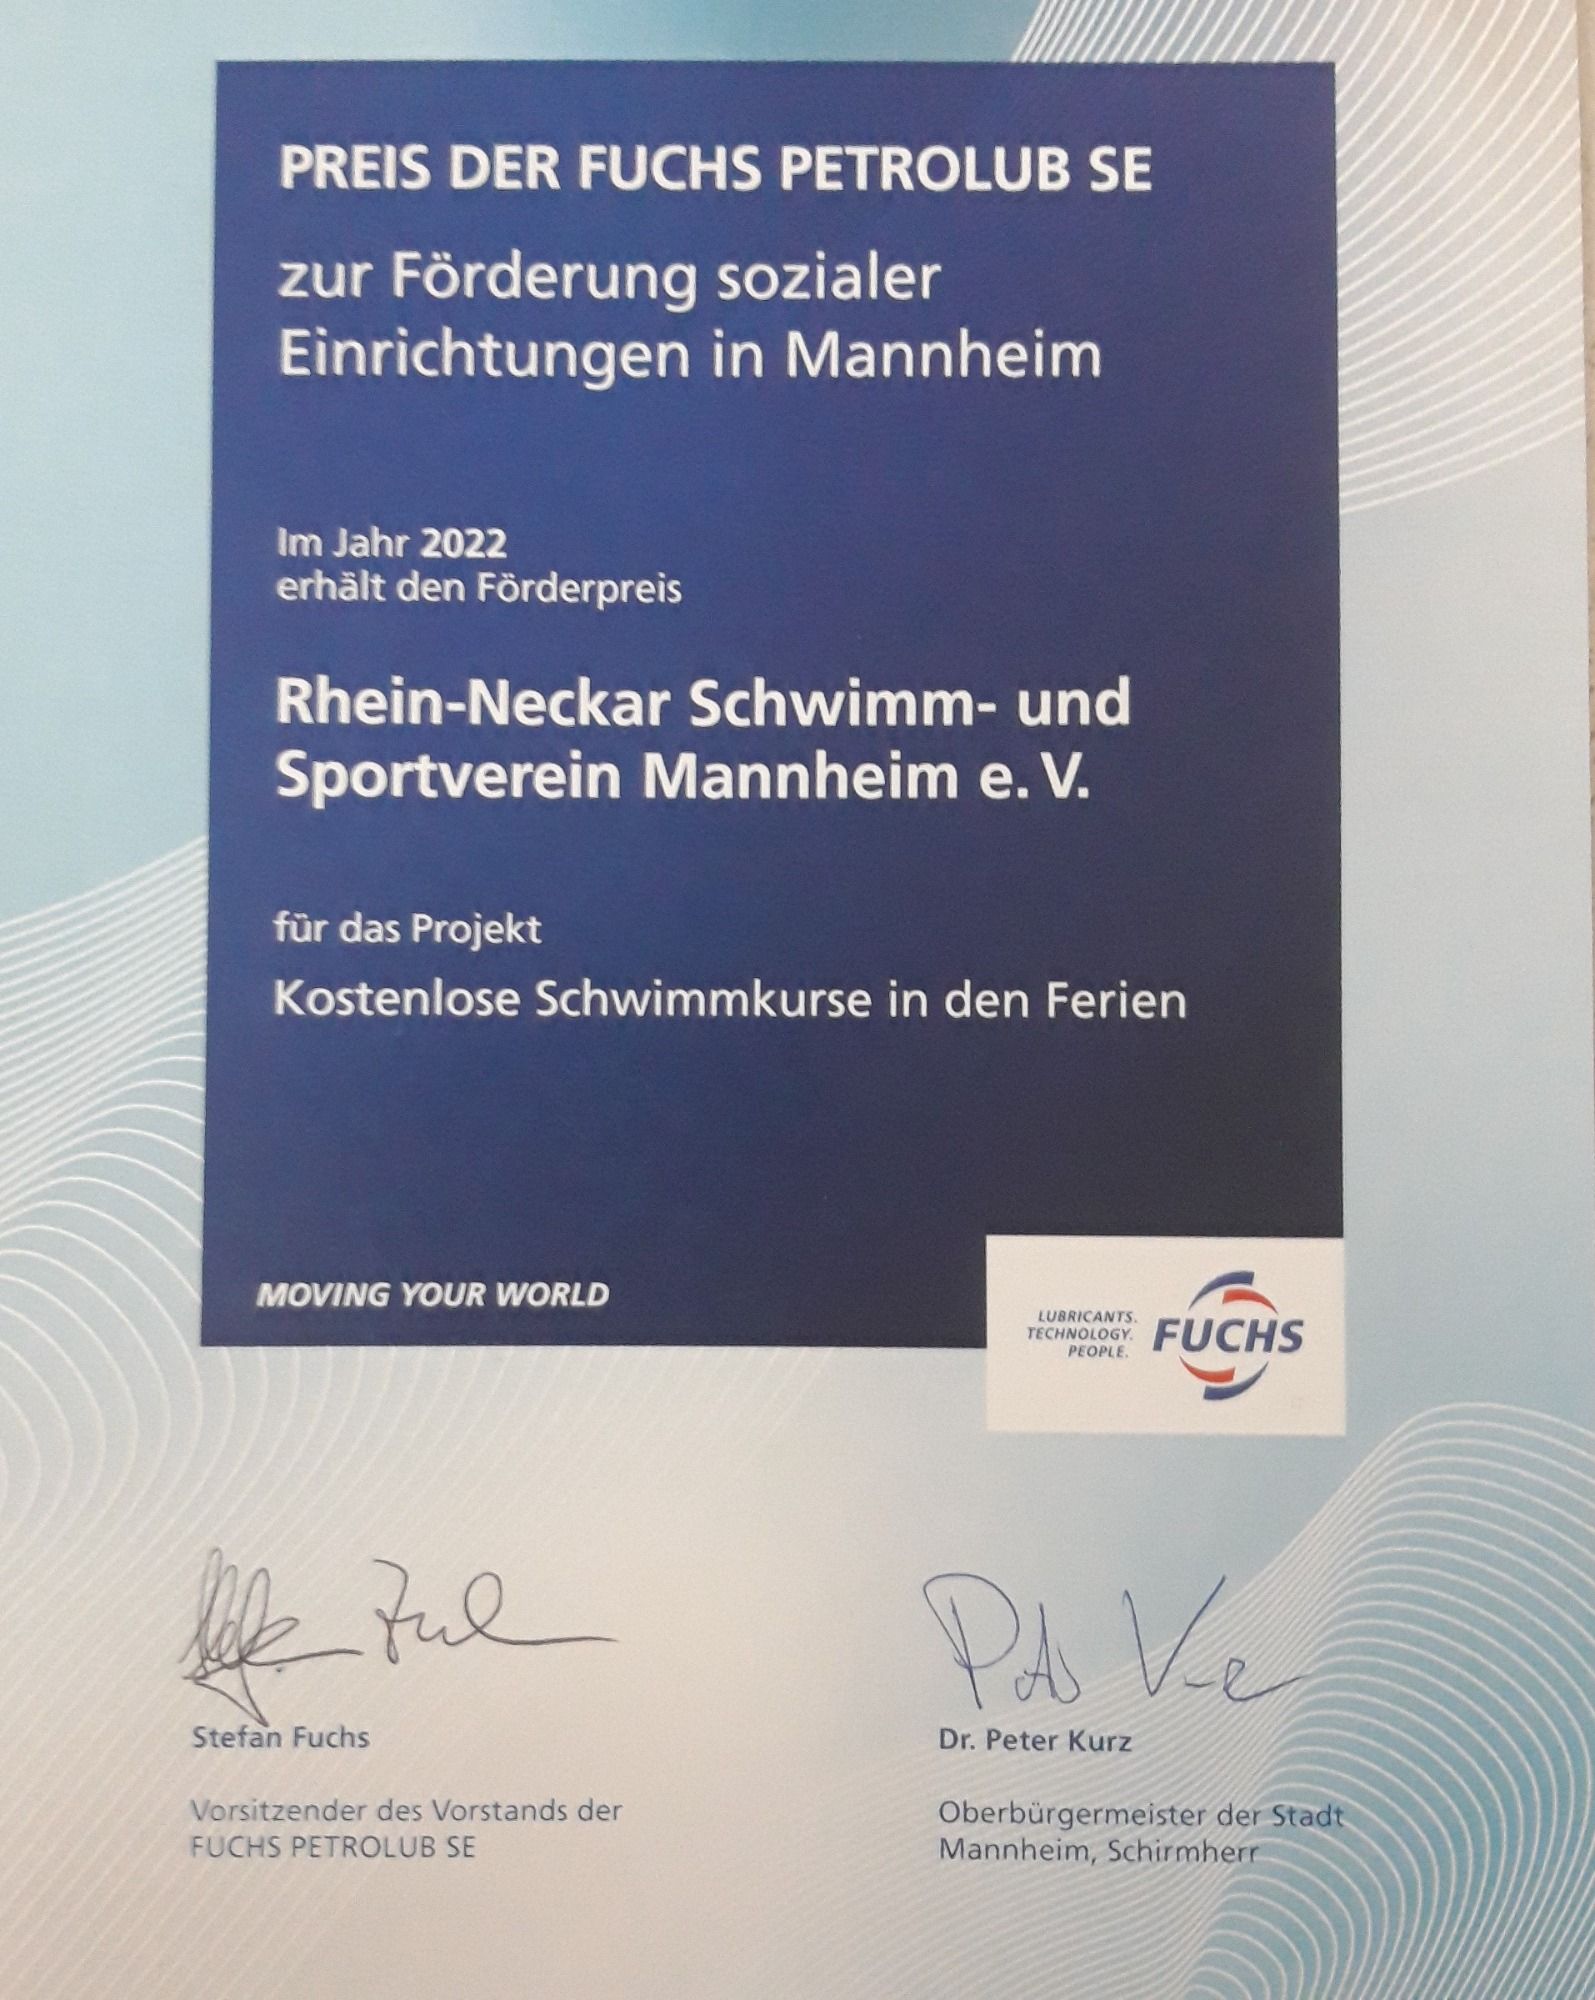 PREIS DER FUCHS PETROLUB SE
zur Förderung sozialer
Einrichtungen in Mannheim
Im Jahr 2022
erhält den Förderpreis
Rhein-Neckar Schwimm- und
Sportverein Mannheim e. V.
für das Projekt
Kostenlose Schwimmkurse in den Ferien
MOVING YOUR WORLD
LUBRICANTS.
TECHNOLOGY.
PEOPLE.
FUCHS
Stefan Fuchs
Vorsitzender des Vorstands der
FUCHS PETROLUB SE
Dr. Peter Kurz
Oberbürgermeister der Stadt
Mannheim, Schirmherr